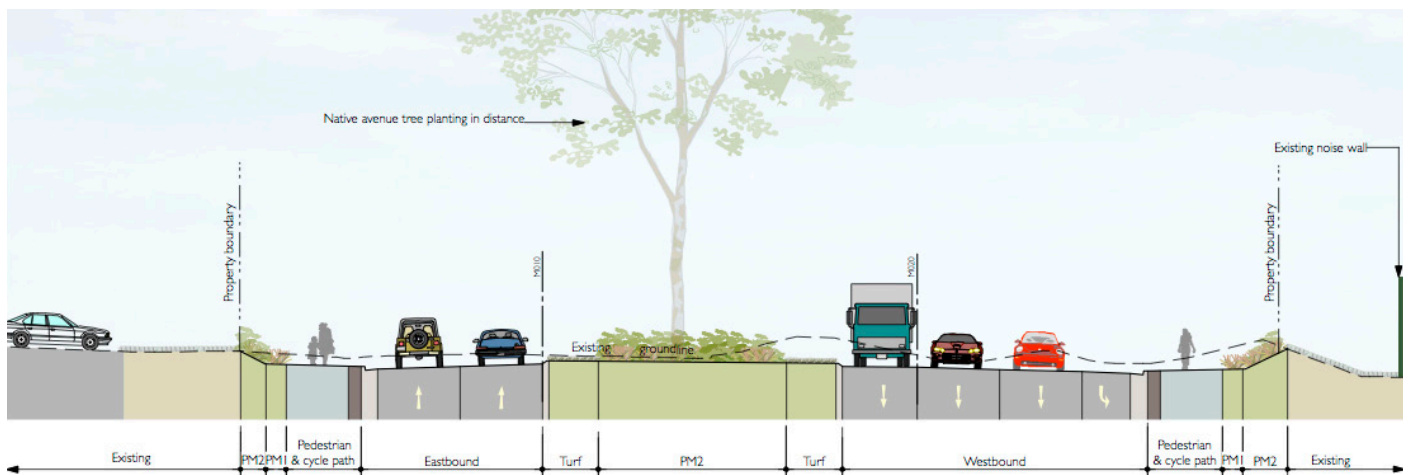 Native avenue tree planting in distance
Existing noise wall
Property boundary
Property boundary
M010
M020
Existing groundline
Existing
PM2
PM1
Pedestrian
& cycle path
Eastbound
Turf
PM2
Turf
Westbound
Pedestrian
& cycle path
PM1
PM2
Existing